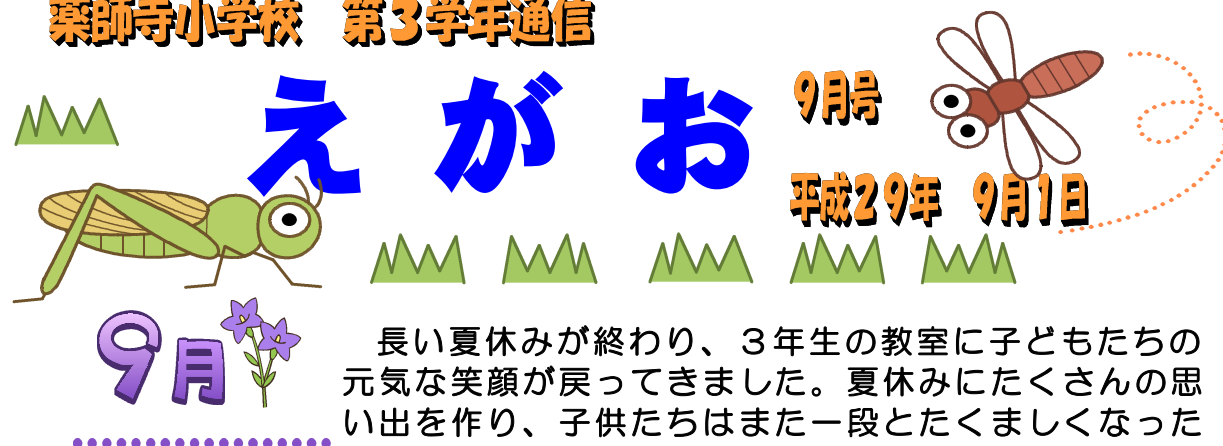 薬師寺小学校　第３学年通信
えがお
９月号
平成２９年　９月１日
９月
長い夏休みが終わり、３年生の教室に子どもたちの
元気な笑顔が戻ってきました。夏休みにたくさんの思
い出を作り、子供たちはまた一段とたくましくなった